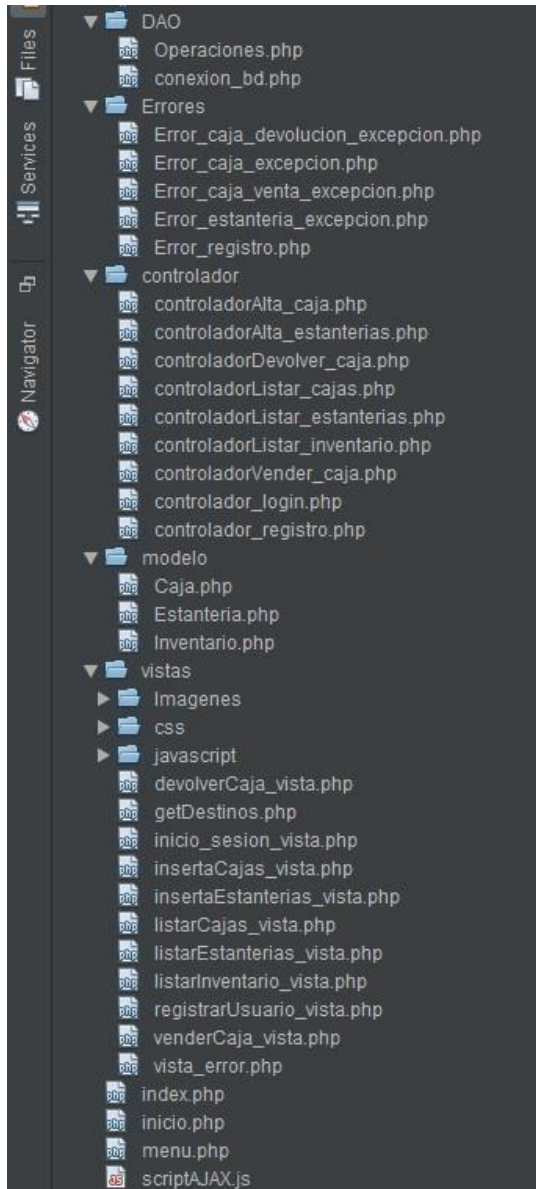 Files
Services
Navigator
DAO
Operaciones.php
conexion_bd.php
Errores
Error_caja_devolucion_excepcion.php
Error_caja_excepcion.php
Error_caja_venta_excepcion.php
Error_estanteria_excepcion.php
Error_registro.php
controlador
controladorAlta_caja.php
controladorAlta_estanterias.php
controladorDevolver_caja.php
controladorListar_cajas.php
controladorListar_estanterias.php
controladorListar_inventario.php
controladorVender_caja.php
controlador_login.php
controlador_registro.php
modelo
Caja.php
Estanteria.php
Inventario.php
vistas
Imagenes
css
javascript
devolverCaja_vista.php
getDestinos.php
inicio_sesion_vista.php
insertaCajas_vista.php
insertaEstanterias_vista.php
listarCajas_vista.php
listarEstanterias_vista.php
listarInventario_vista.php
registrarUsuario_vista.php
venderCaja_vista.php
vista_error.php
index.php
inicio.php
menu.php
scriptAJAX.js